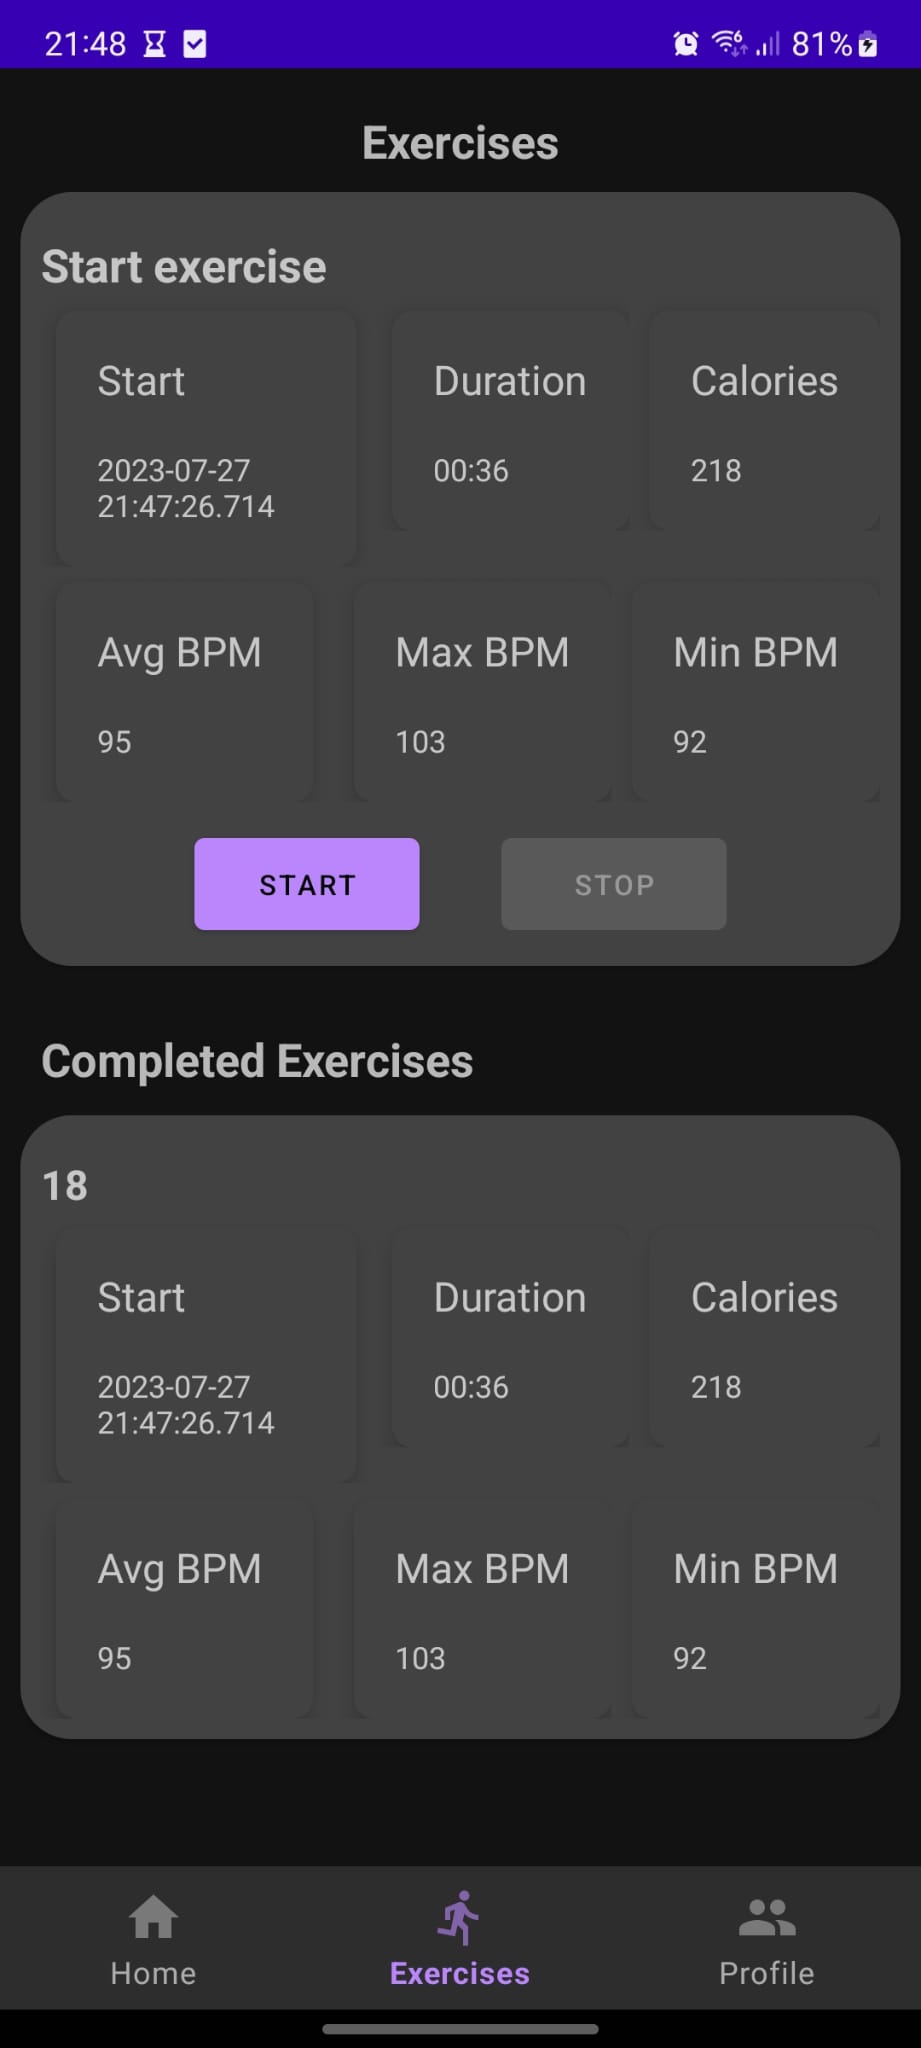 21:48 81%
Exercises
Start exercise
Start Duration Calories
2023-07-27 00:36 218
21:47:26.714
Avg BPM Max BPM Min BPM
95 103 92
START STOP
Completed Exercises
18
Start Duration Calories
2023-07-27 00:36 218
21:47:26.714
Avg BPM Max BPM Min BPM
95 103 92
Home Exercises Profile